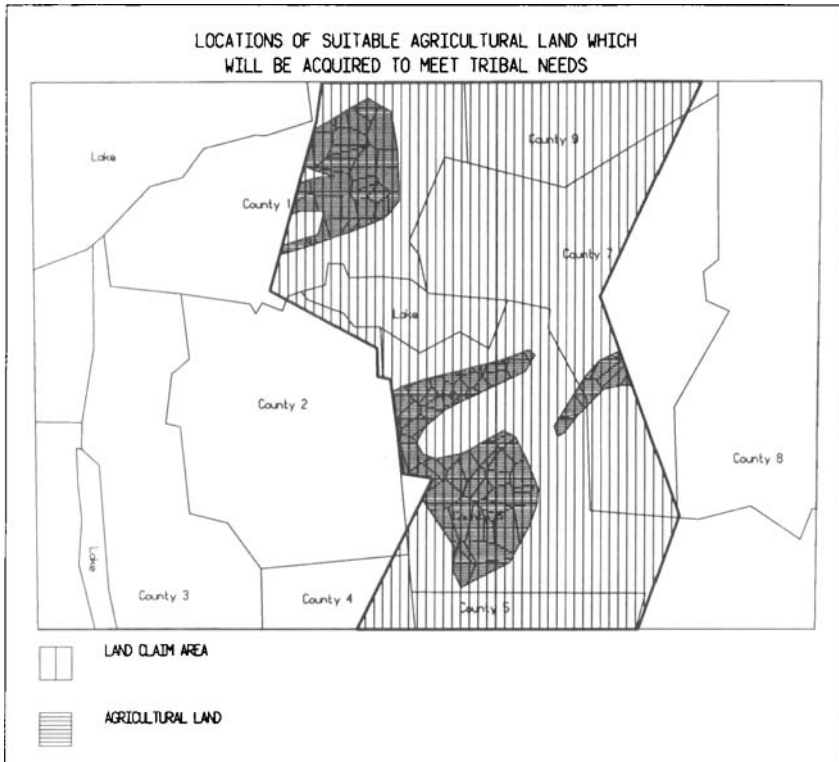 LOCATIONS OF SUITABLE AGRICULTURAL LAND WHICH
WILL BE ACQUIRED TO MEET TRIBAL NEEDS
County 9
Lake
County 1
County 7
Lake
County 2
County 8
Lake
County 3
County 4
County 5
LAND CLAIM AREA
AGRICULTURAL LAND